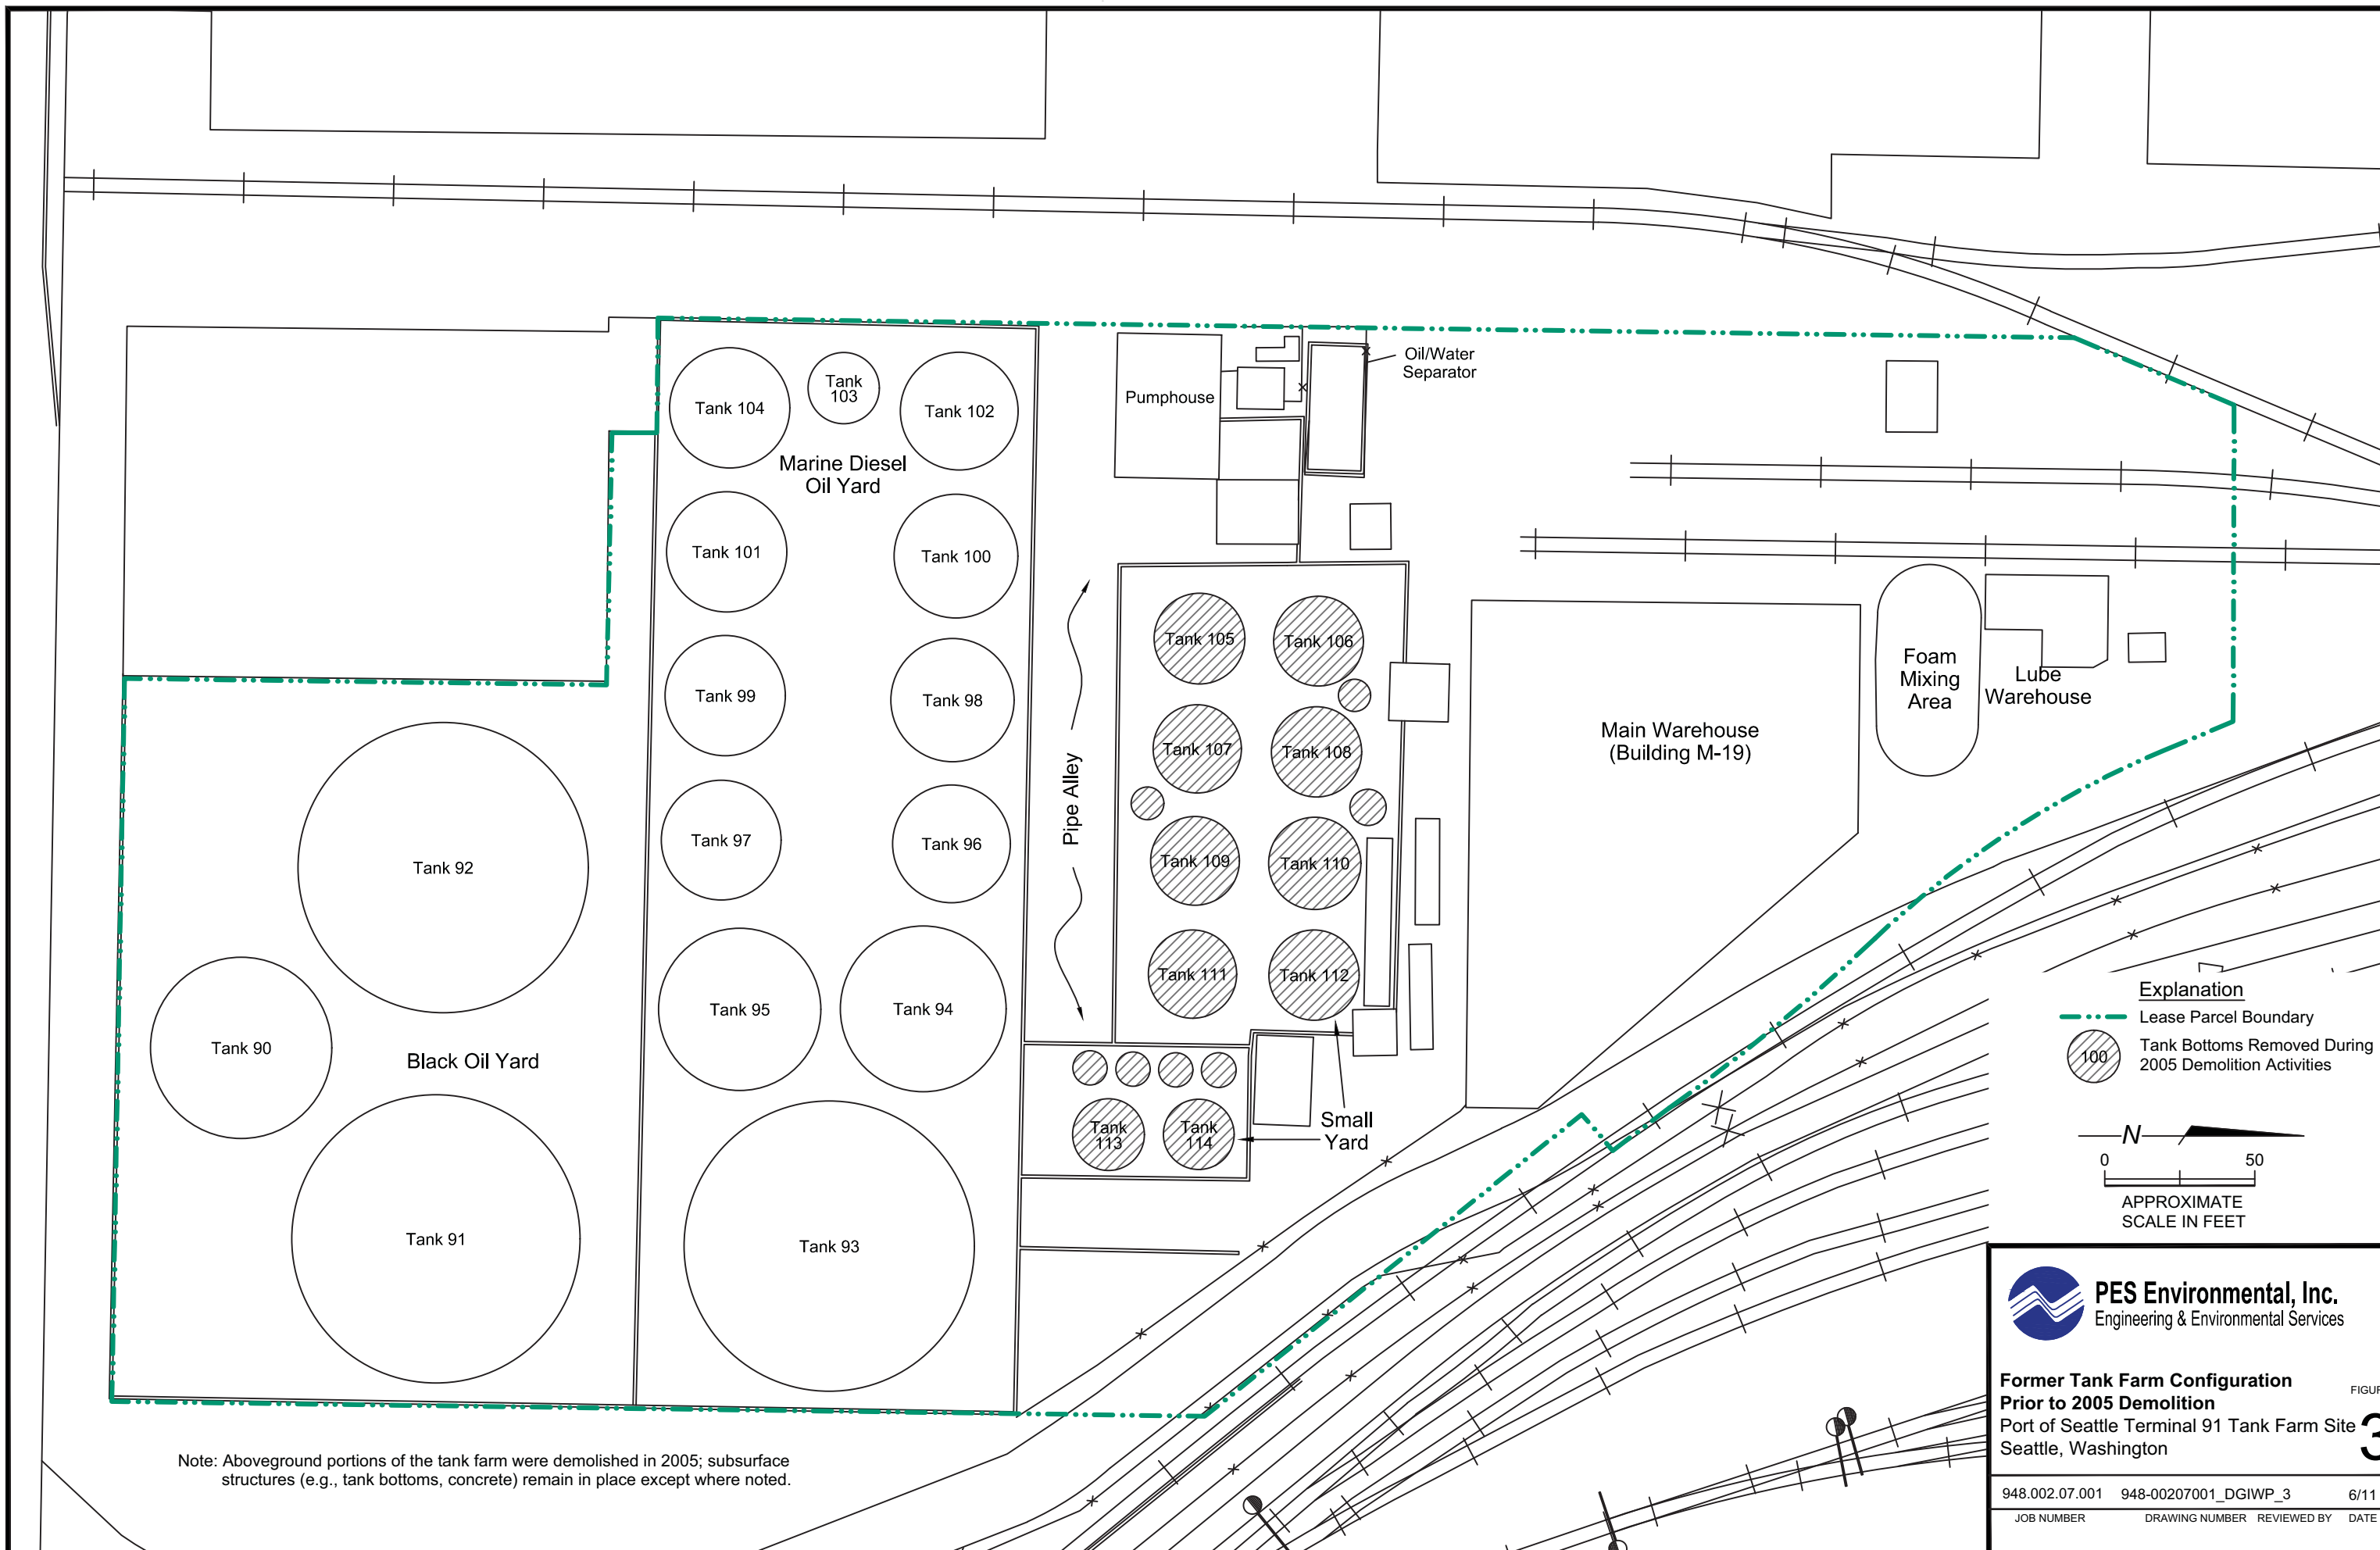 Oil/Water
Separator
Pumphouse
Tank 104
Tank
103
Tank 102
Marine Diesel
Oil Yard
Tank 101
Tank 100
Tank 99
Tank 98
Tank 97
Tank 96
Tank 95
Tank 94
Tank 93
Tank 92
Tank 90
Black Oil Yard
Tank 91
Pipe Alley
Tank 105
Tank 106
Tank 107
Tank 108
Tank 109
Tank 110
Tank 111
Tank 112
Tank
113
Tank
114
Small
Yard
Main Warehouse
(Building M-19)
Foam
Mixing
Area
Lube
Warehouse
Explanation
Lease Parcel Boundary
100
Tank Bottoms Removed During
2005 Demolition Activities
N
0 50
APPROXIMATE
SCALE IN FEET
PES Environmental, Inc.
Engineering & Environmental Services
Former Tank Farm Configuration
Prior to 2005 Demolition
Port of Seattle Terminal 91 Tank Farm Site
Seattle, Washington
3
948.002.07.001 948-00207001_DGIWP_3 6/11
JOB NUMBER DRAWING NUMBER REVIEWED BY DATE
Note: Aboveground portions of the tank farm were demolished in 2005; subsurface
structures (e.g., tank bottoms, concrete) remain in place except where noted.